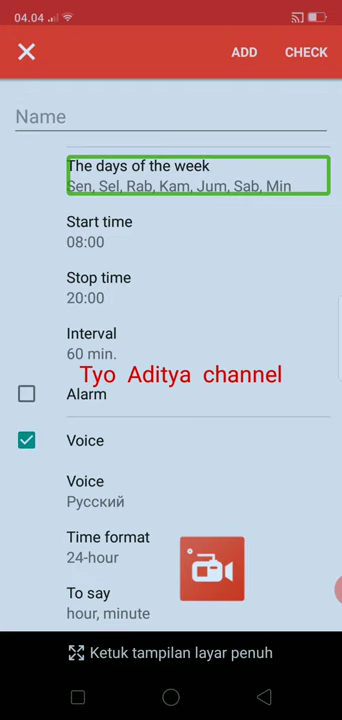 04.04
ADD
CHECK
Name
The days of the week
Sen, Sel, Rab, Kam, Jum, Sab, Min
Start time
08:00
Stop time
20:00
Interval
60 min.
Tyo Aditya channel
Alarm
Voice
Voice
Русский
Time format
24-hour
To say
hour, minute
Ketuk tampilan layar penuh